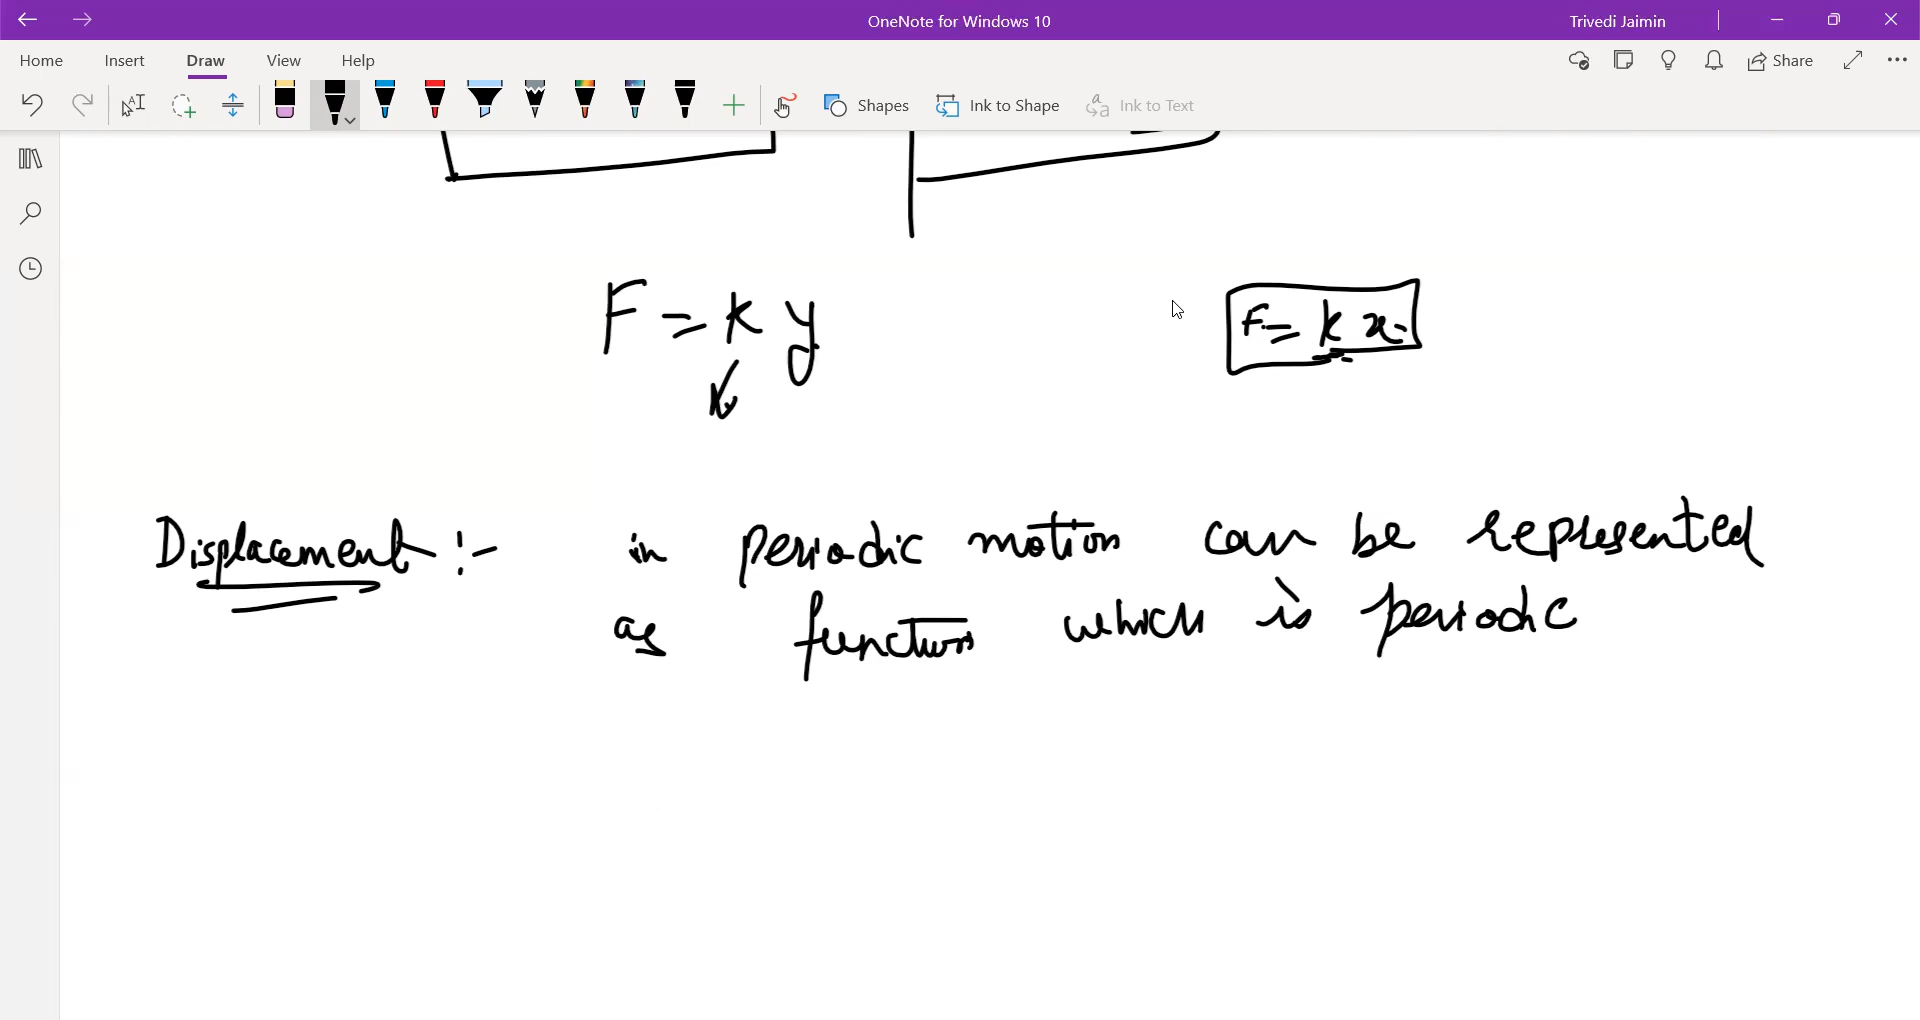 OneNote for Windows 10
Trivedi Jaimin
Home Insert Draw View Help
Share
Shapes Ink to Shape Ink to Text
F = k y
F = k x
Displacement :- in periodic motion can be represented
as function which is periodic